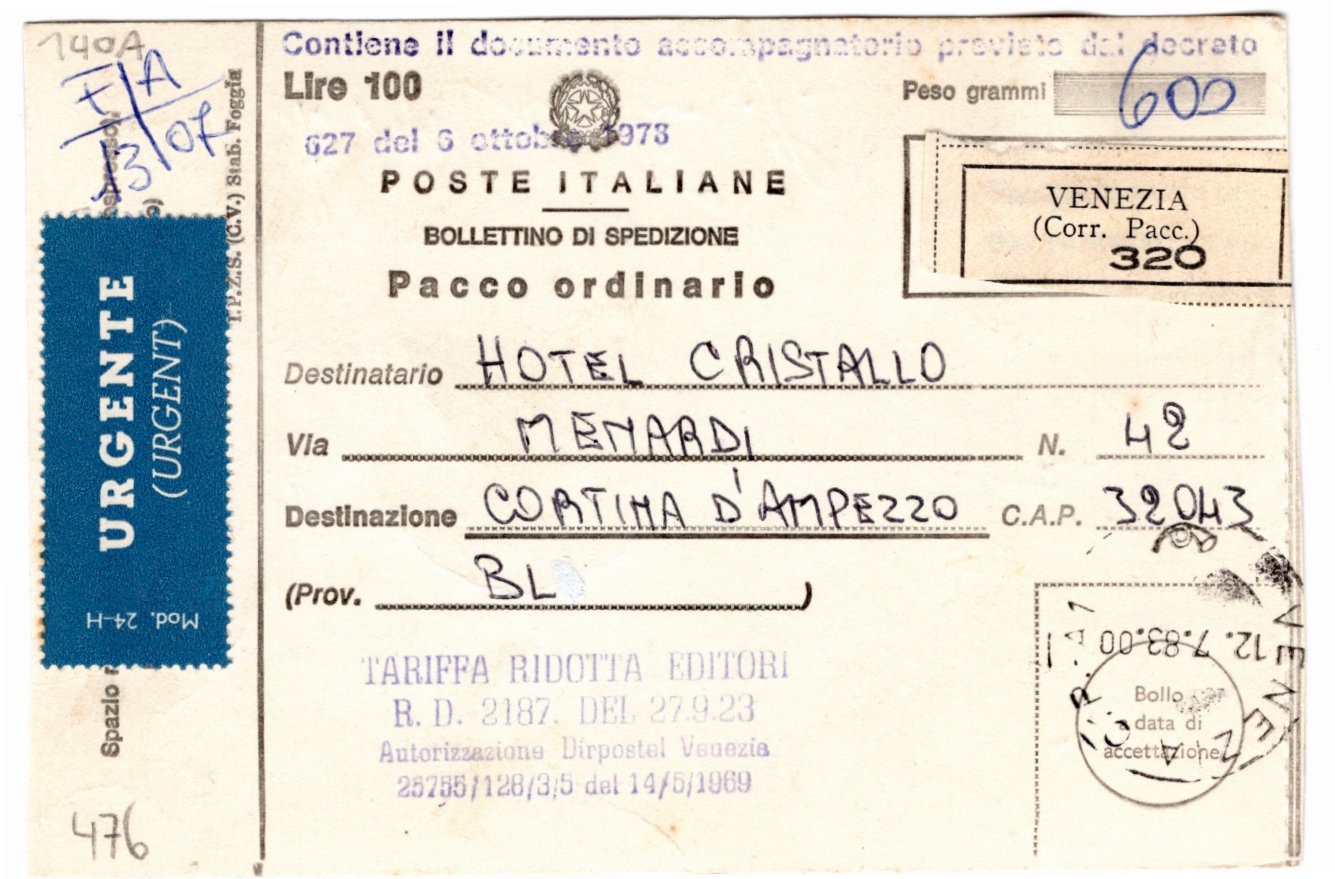 140A
F A
13 07
I.P.Z.S. (C.V.) Stab. Foggia
URGENTE
(URGENT)
Mod. 24-H
Spazio
476
Contiene il documento accompagnatorio previsto dal decreto
Lire 100
Peso grammi 600
627 del 6 ottobre 1978
POSTE ITALIANE
BOLLETTINO DI SPEDIZIONE
Pacco ordinario
VENEZIA
(Corr. Pacc.)
320
Destinatario HOTEL CRISTALLO
Via MENARDI N. 42
Destinazione CORTINA D'AMPEZZO C.A.P. 32043
(Prov. BL )
TARIFFA RIDOTTA EDITORI
R. D. 2187. DEL 27.9.23
Autorizzazione Dirpostel Venezia
25755/128/3/5 del 14/5/1969
12. 7.83.00
Bollo
data di
accettazione